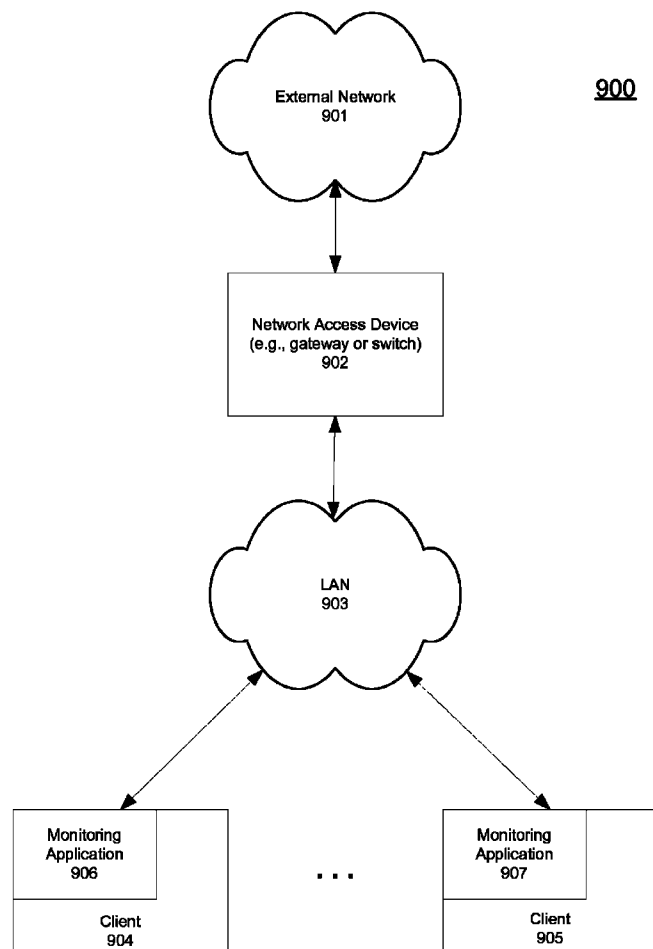 External Network
901
900
Network Access Device
(e.g., gateway or switch)
902
LAN
903
Monitoring
Application
906
Client
904
. . .
Monitoring
Application
907
Client
905